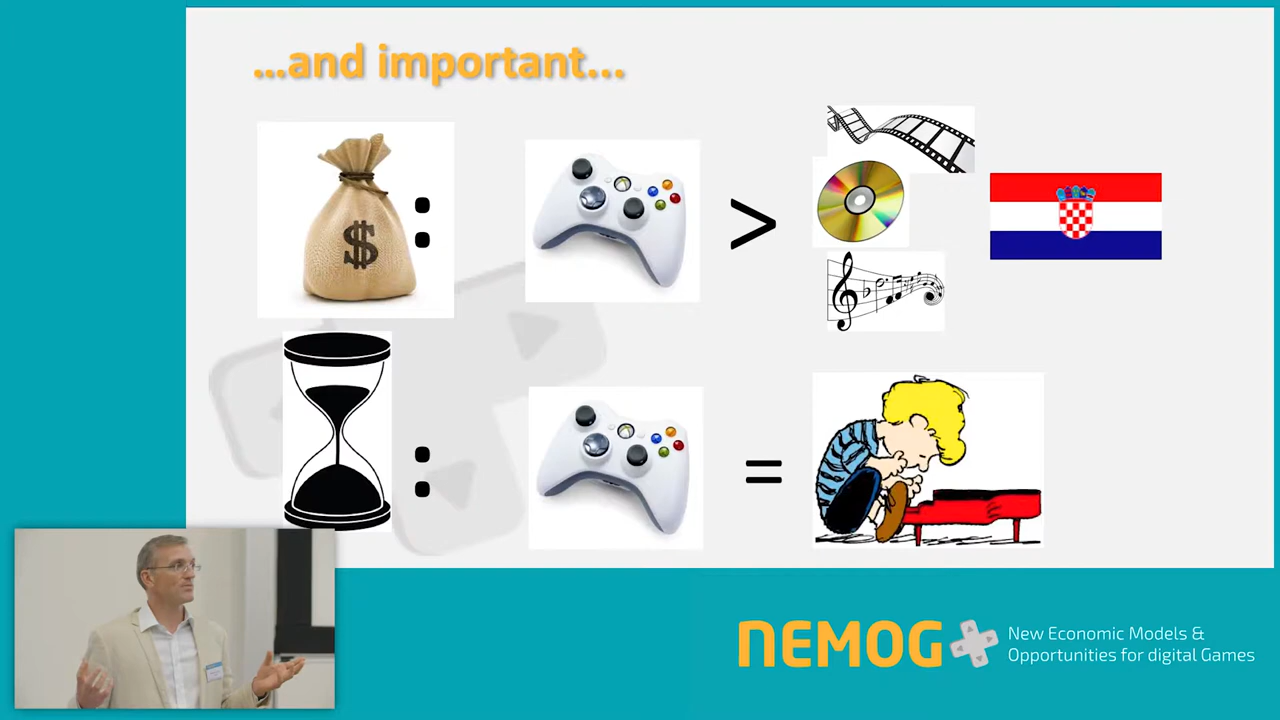 ...and important...
$
:
>
:
=
NEMOG
New Economic Models &
Opportunities for digital Games